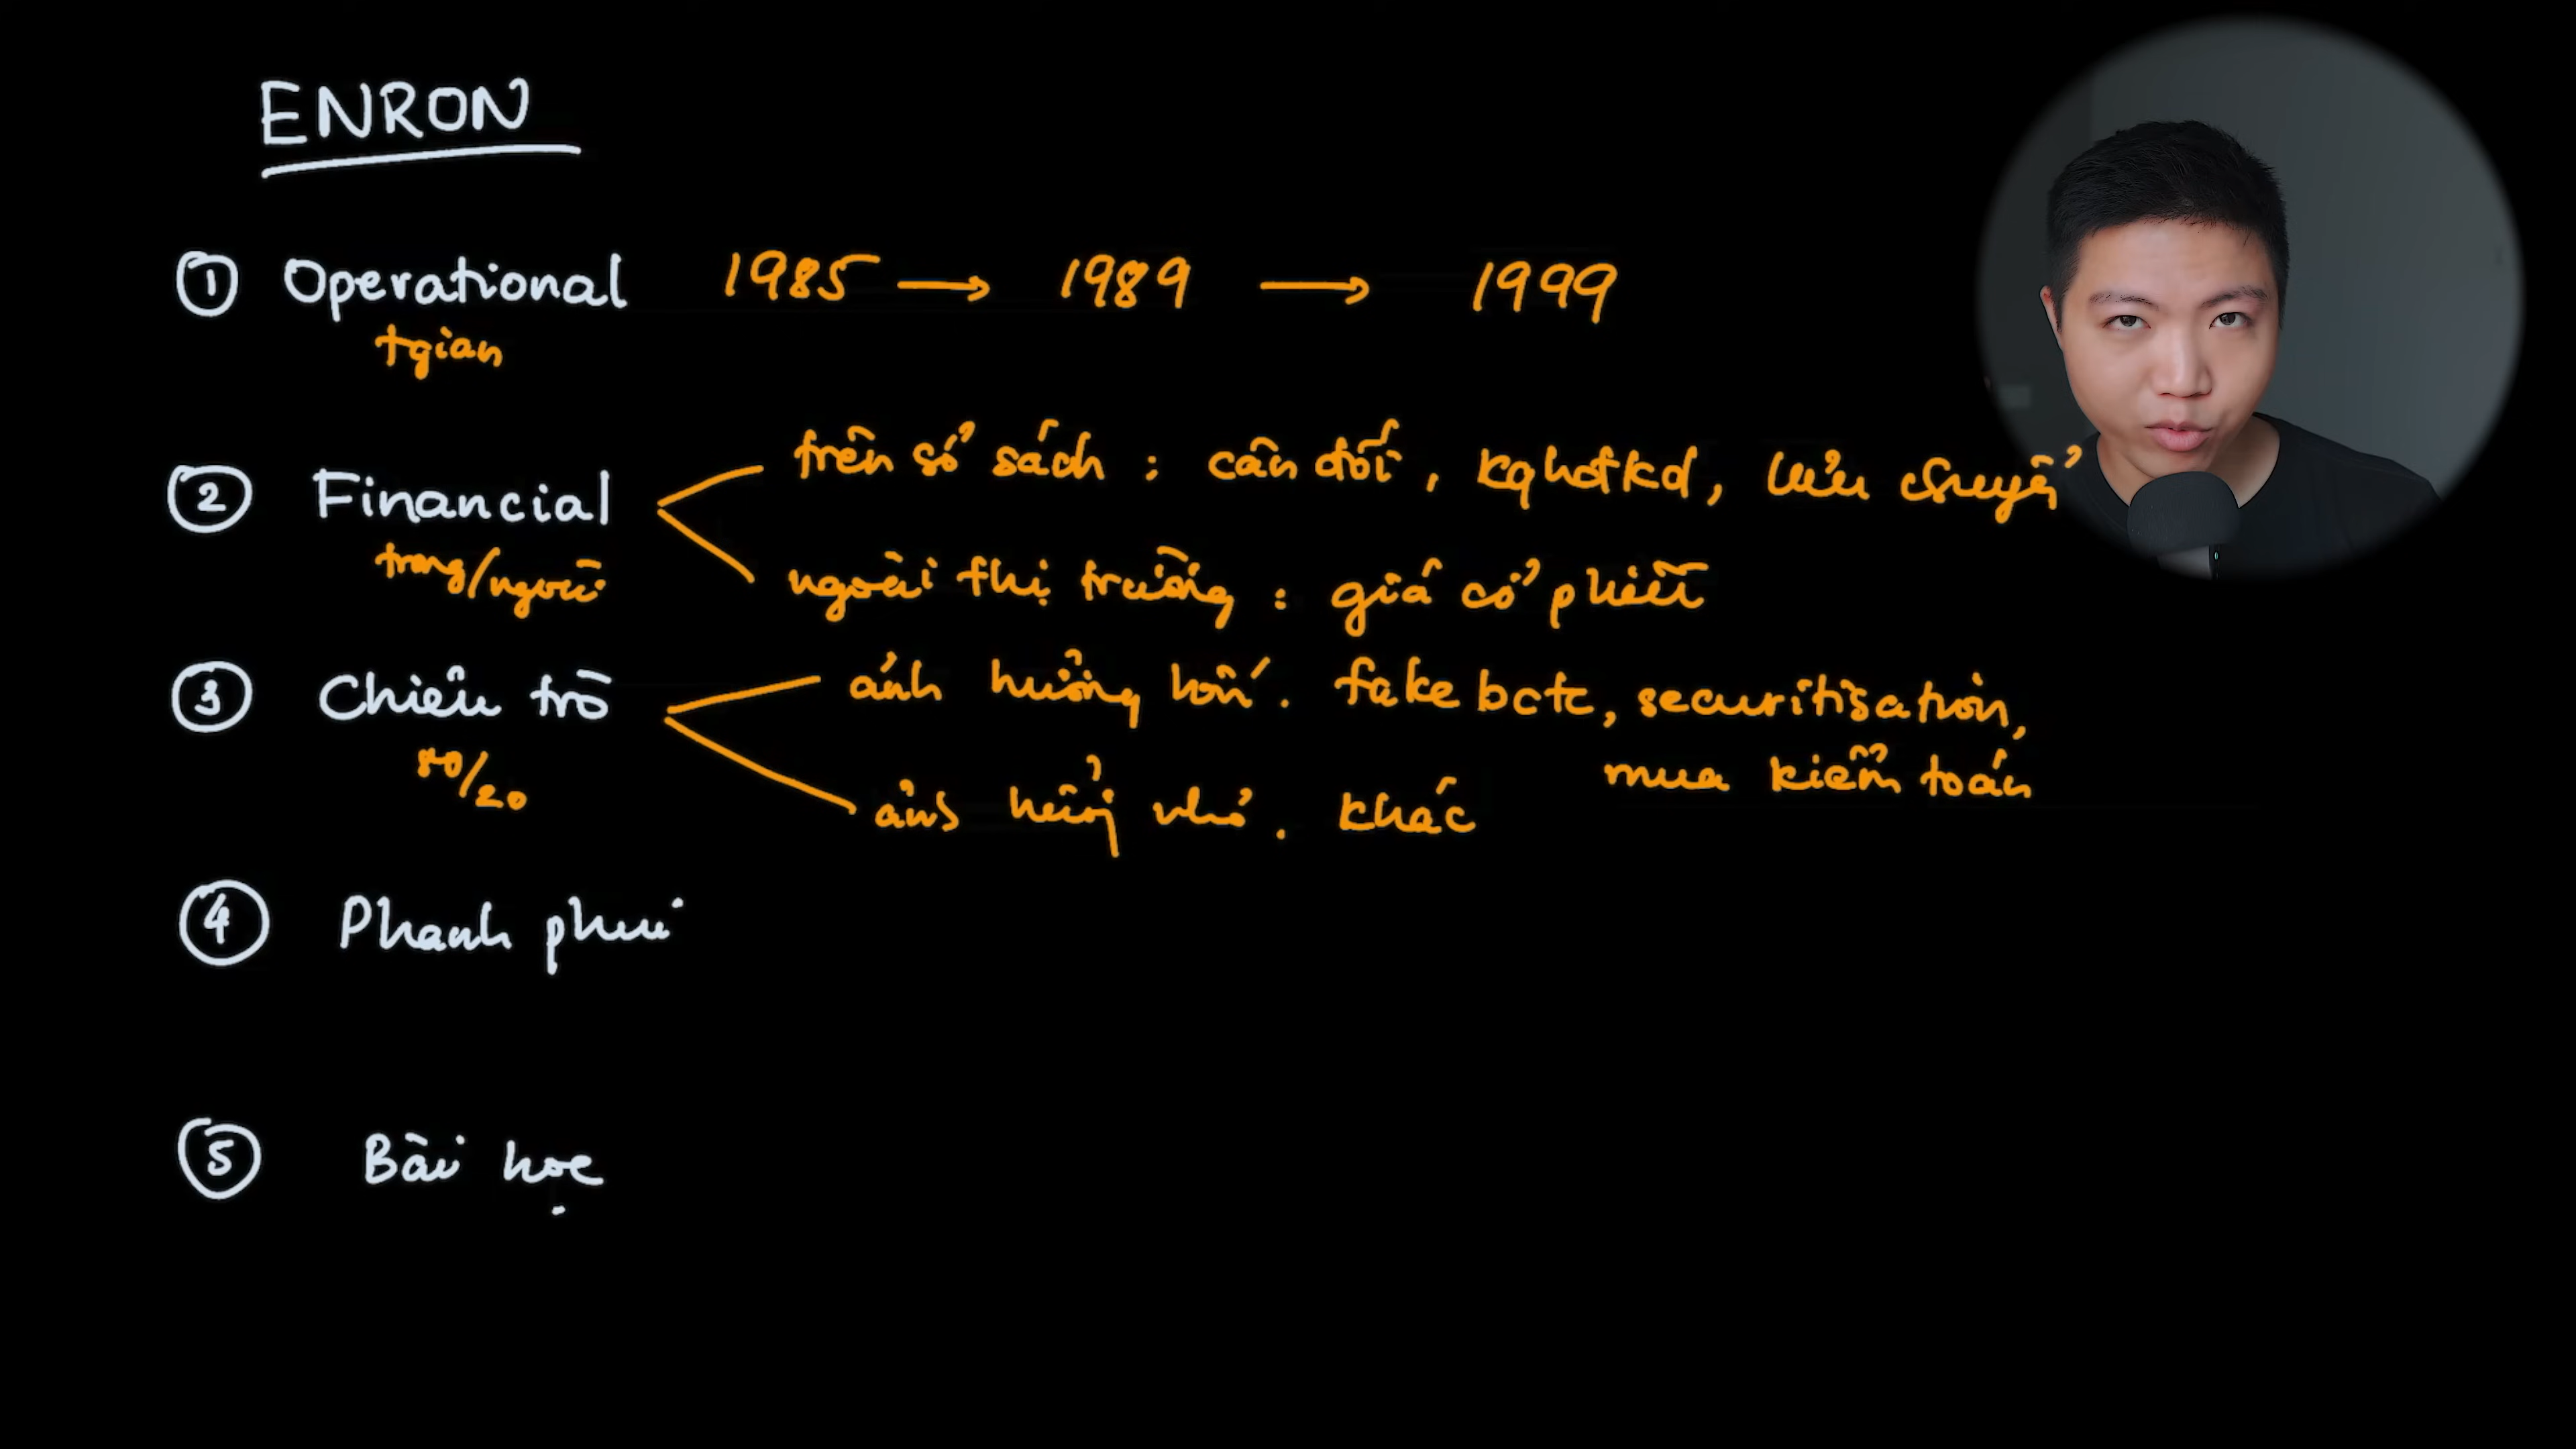 ENRON
① Operational 1985 → 1989 → 1999
tgian
② Financial
trong/ngoài
trên sổ sách : cân đối, kqhđkd, lưu chuyển
ngoài thị trường : giá cổ phiếu
③ Chiêu trò
80/20
ảnh hưởng lớn. fake bctc, securitisation,
mua kiểm toán
ảnh hưởng nhỏ. khác
④ Phanh phui
⑤ Bài học